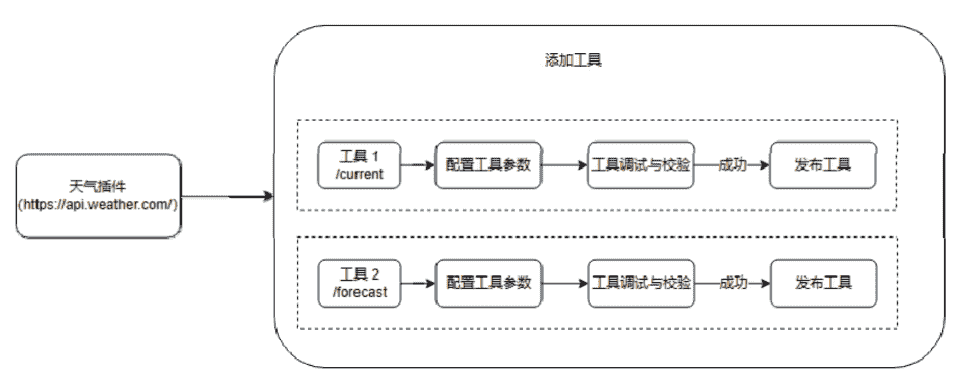 添加工具
天气插件
(https://api.weather.com/)
工具 1
/current
配置工具参数
工具调试与校验
成功
发布工具
工具 2
/forecast
配置工具参数
工具调试与校验
成功
发布工具